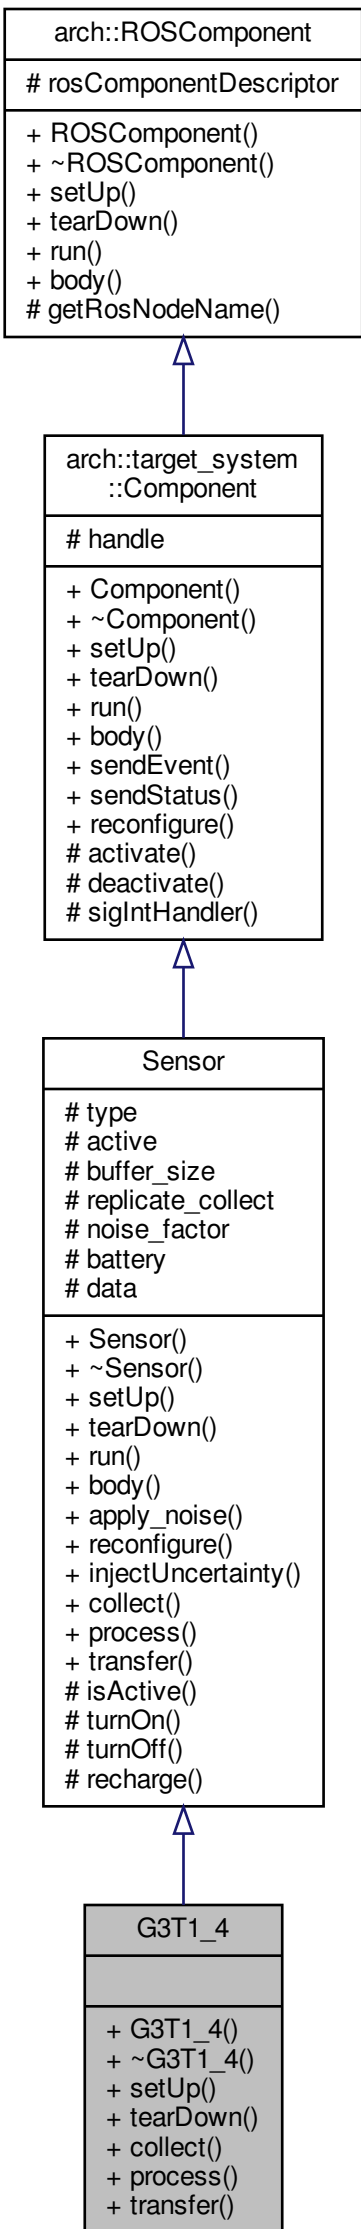 arch::ROSComponent
# rosComponentDescriptor
+ ROSComponent()
+ ~ROSComponent()
+ setUp()
+ tearDown()
+ run()
+ body()
# getRosNodeName()
arch::target_system
::Component
# handle
+ Component()
+ ~Component()
+ setUp()
+ tearDown()
+ run()
+ body()
+ sendEvent()
+ sendStatus()
+ reconfigure()
# activate()
# deactivate()
# sigIntHandler()
Sensor
# type
# active
# buffer_size
# replicate_collect
# noise_factor
# battery
# data
+ Sensor()
+ ~Sensor()
+ setUp()
+ tearDown()
+ run()
+ body()
+ apply_noise()
+ reconfigure()
+ injectUncertainty()
+ collect()
+ process()
+ transfer()
# isActive()
# turnOn()
# turnOff()
# recharge()
G3T1_4
+ G3T1_4()
+ ~G3T1_4()
+ setUp()
+ tearDown()
+ collect()
+ process()
+ transfer()